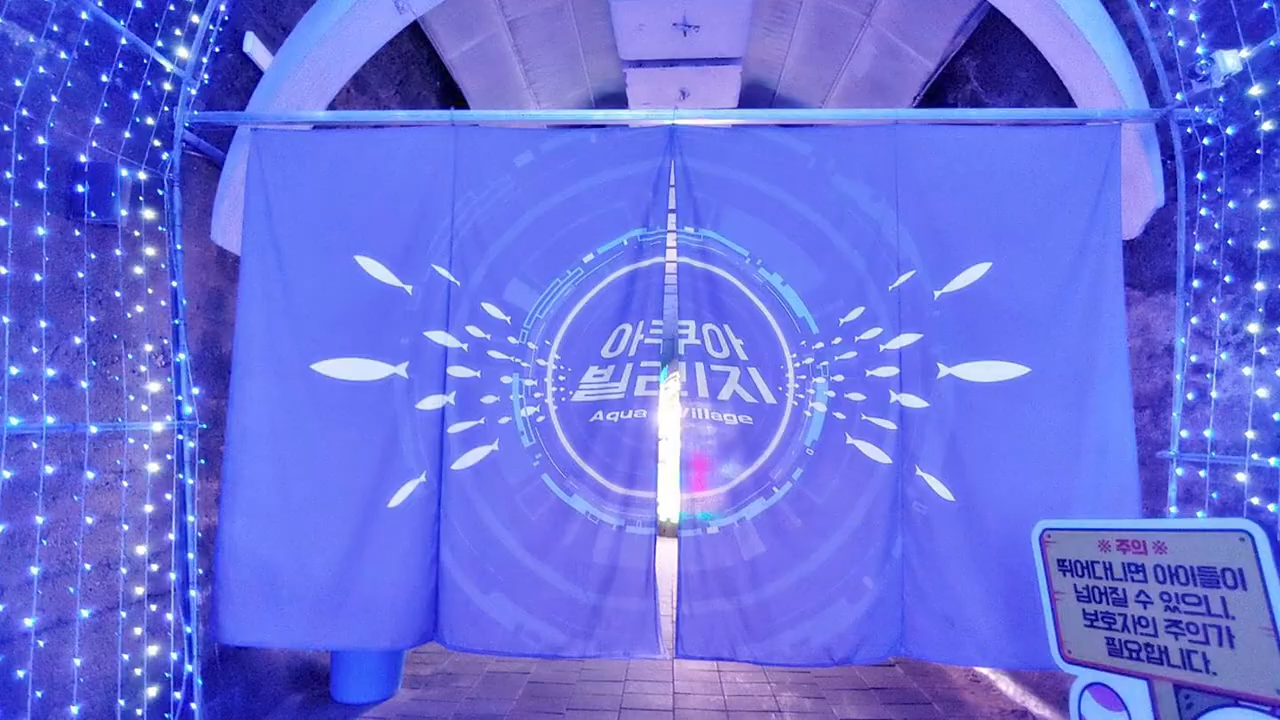 아쿠아
빌리지
Aqua Village
※ 주의 ※
뛰어다니면 아이들이
넘어질 수 있으니,
보호자의 주의가
필요합니다.